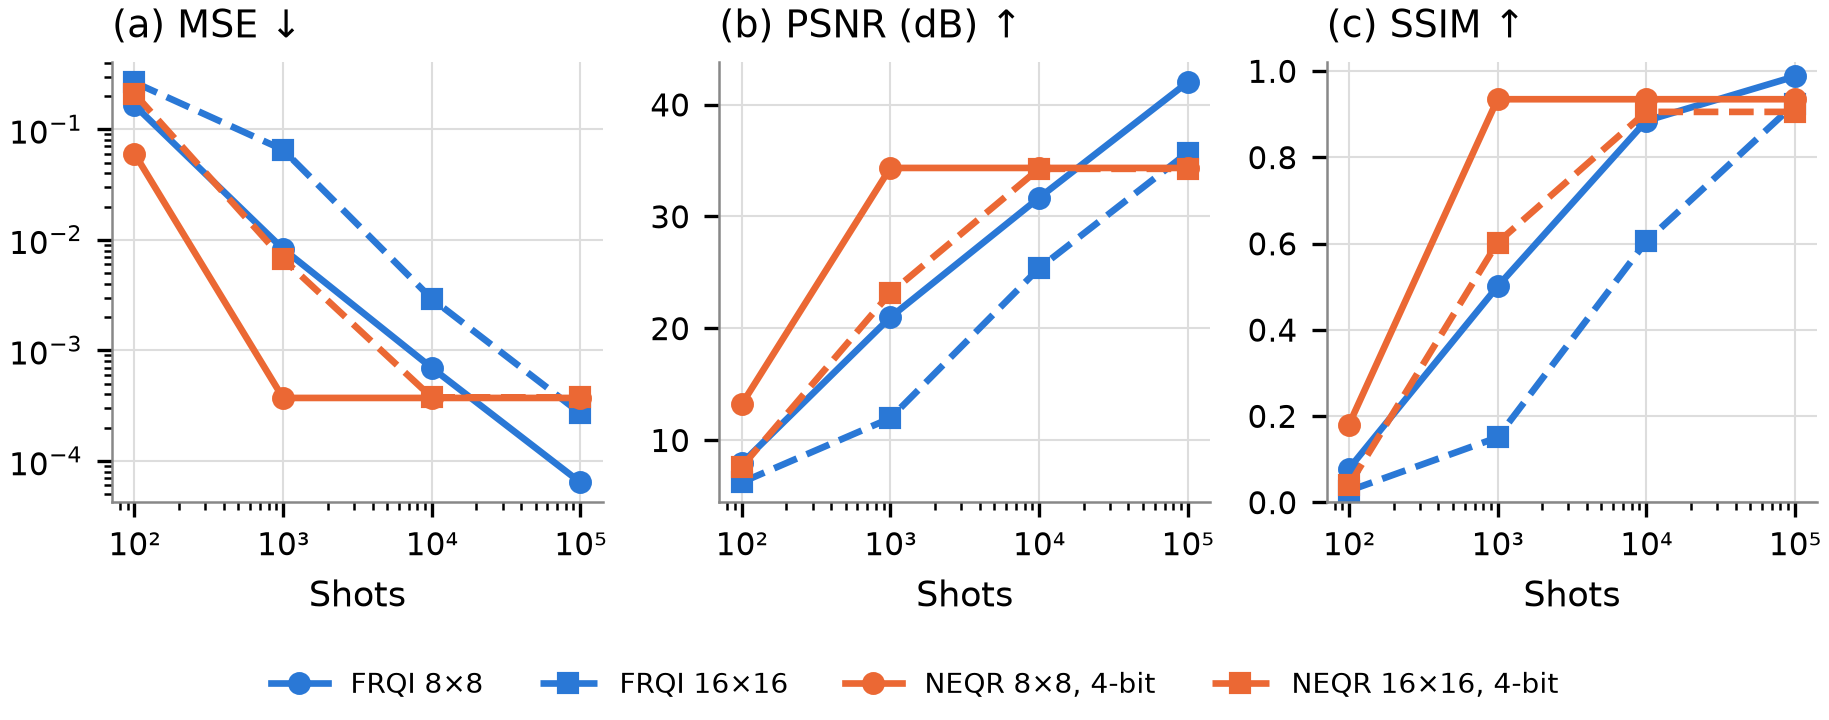 (a) MSE ↓
10⁻¹
10⁻²
10⁻³
10⁻⁴
10² 10³ 10⁴ 10⁵
Shots
(b) PSNR (dB) ↑
40
30
20
10
10² 10³ 10⁴ 10⁵
Shots
(c) SSIM ↑
1.0
0.8
0.6
0.4
0.2
0.0
10² 10³ 10⁴ 10⁵
Shots
FRQI 8×8 FRQI 16×16 NEQR 8×8, 4-bit NEQR 16×16, 4-bit